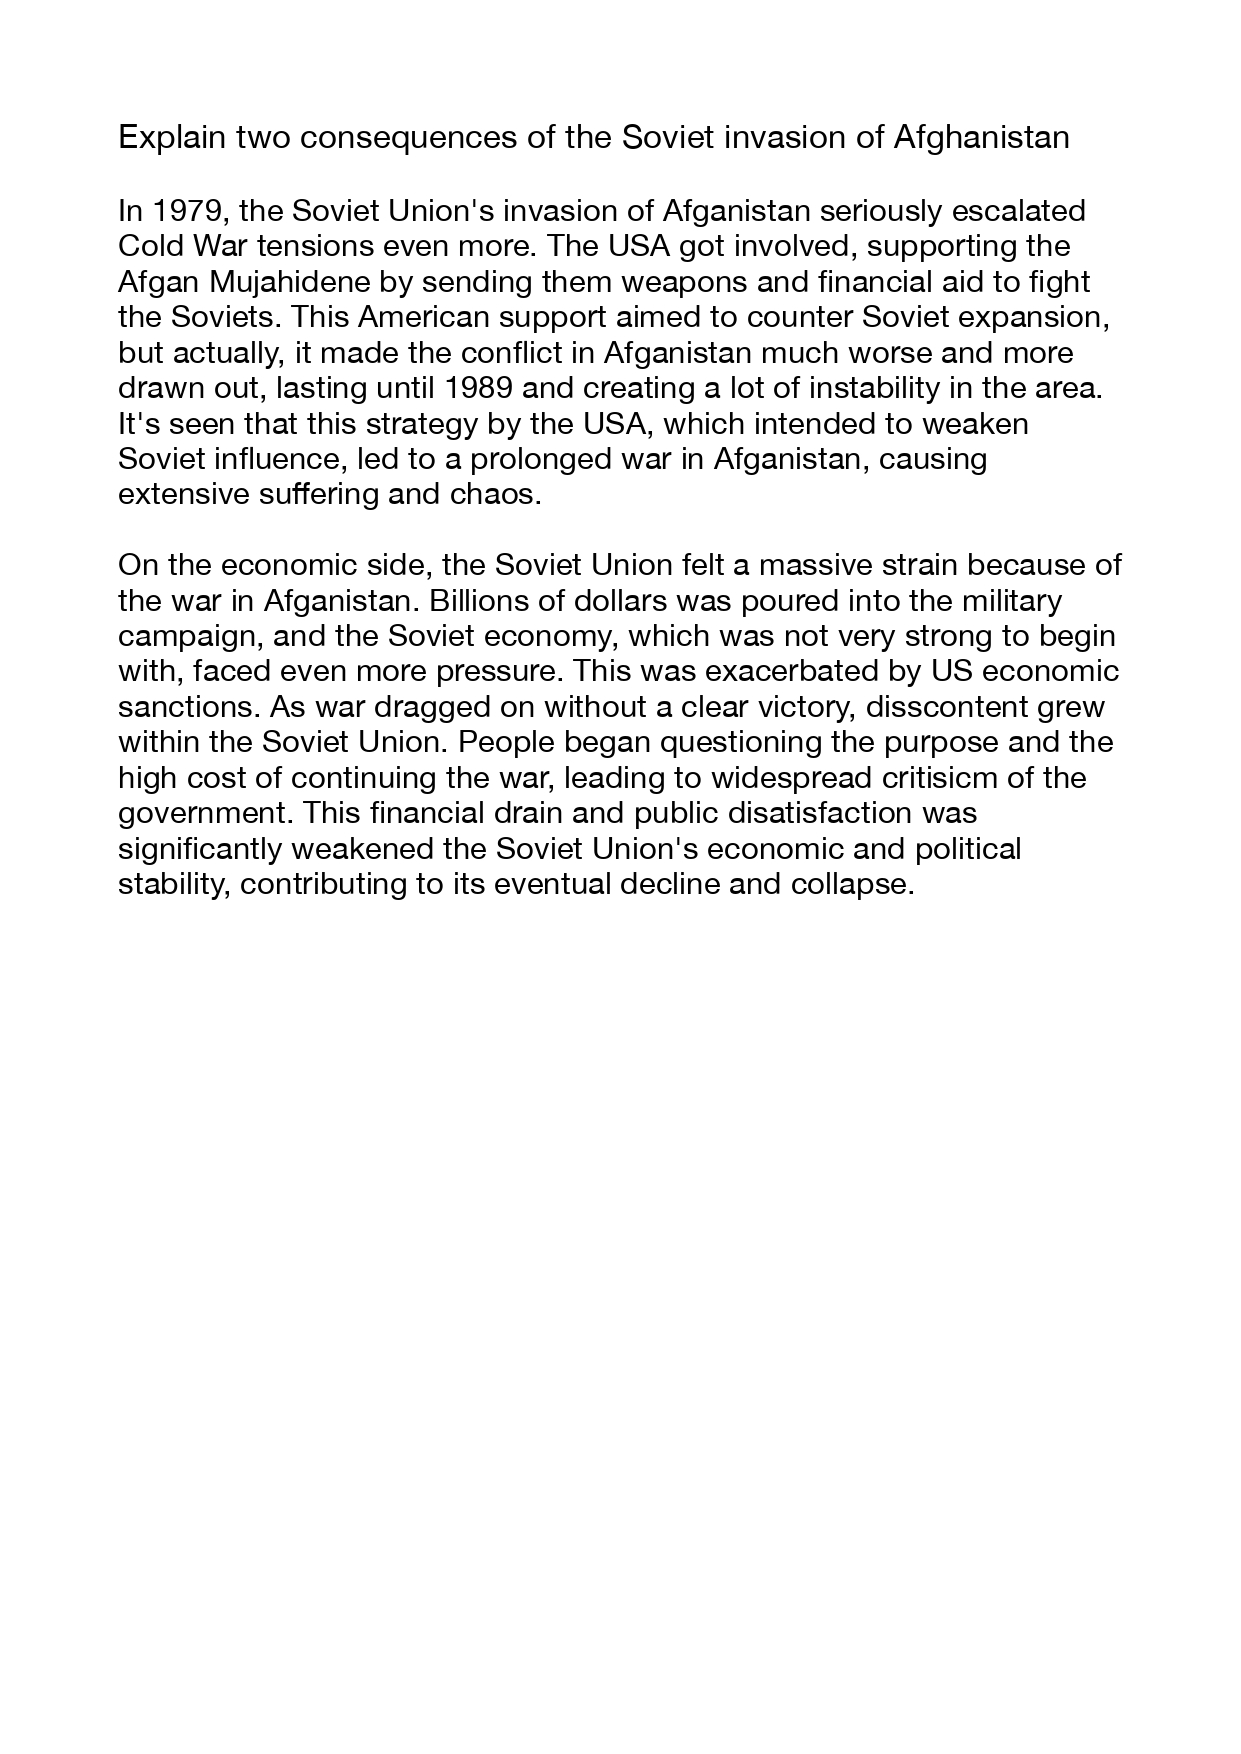 Explain two consequences of the Soviet invasion of Afghanistan
In 1979, the Soviet Union's invasion of Afganistan seriously escalated
Cold War tensions even more. The USA got involved, supporting the
Afgan Mujahidene by sending them weapons and financial aid to fight
the Soviets. This American support aimed to counter Soviet expansion,
but actually, it made the conflict in Afganistan much worse and more
drawn out, lasting until 1989 and creating a lot of instability in the area.
It's seen that this strategy by the USA, which intended to weaken
Soviet influence, led to a prolonged war in Afganistan, causing
extensive suffering and chaos.
On the economic side, the Soviet Union felt a massive strain because of
the war in Afganistan. Billions of dollars was poured into the military
campaign, and the Soviet economy, which was not very strong to begin
with, faced even more pressure. This was exacerbated by US economic
sanctions. As war dragged on without a clear victory, disscontent grew
within the Soviet Union. People began questioning the purpose and the
high cost of continuing the war, leading to widespread critisicm of the
government. This financial drain and public disatisfaction was
significantly weakened the Soviet Union's economic and political
stability, contributing to its eventual decline and collapse.